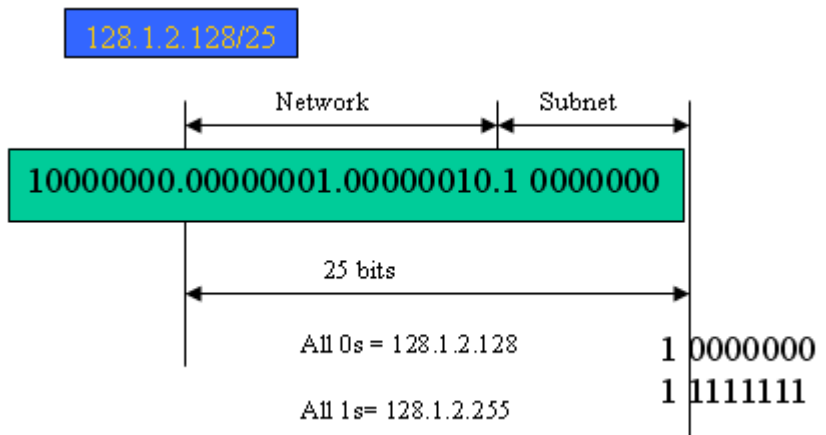 128.1.2.128/25
Network Subnet
10000000.00000001.00000010.1 0000000
25 bits
All 0s = 128.1.2.128 1 0000000
1 1111111
All 1s= 128.1.2.255